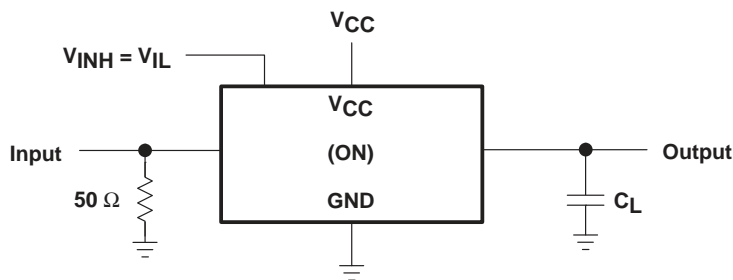 VCC
VINH = VIL
VCC
Input
(ON)
Output
50 Ω
GND
CL